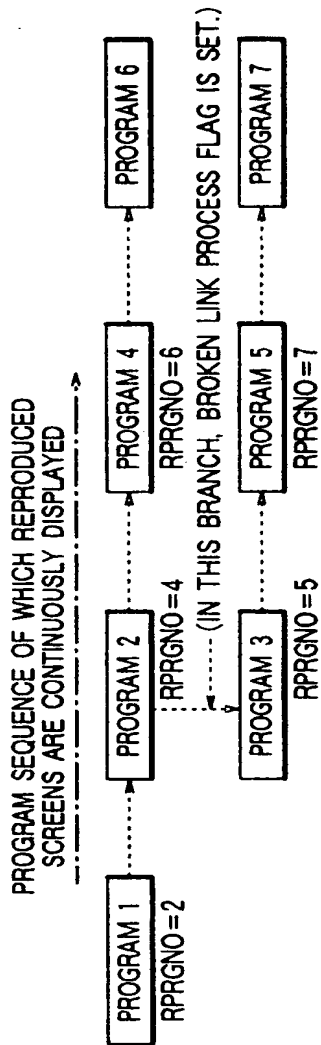 PROGRAM SEQUENCE OF WHICH REPRODUCED
SCREENS ARE CONTINUOUSLY DISPLAYED
PROGRAM 1
RPRGNO=2
PROGRAM 2
RPRGNO=4
PROGRAM 4
RPRGNO=6
PROGRAM 6
(IN THIS BRANCH, BROKEN LINK PROCESS FLAG IS SET.)
PROGRAM 3
RPRGNO=5
PROGRAM 5
RPRGNO=7
PROGRAM 7